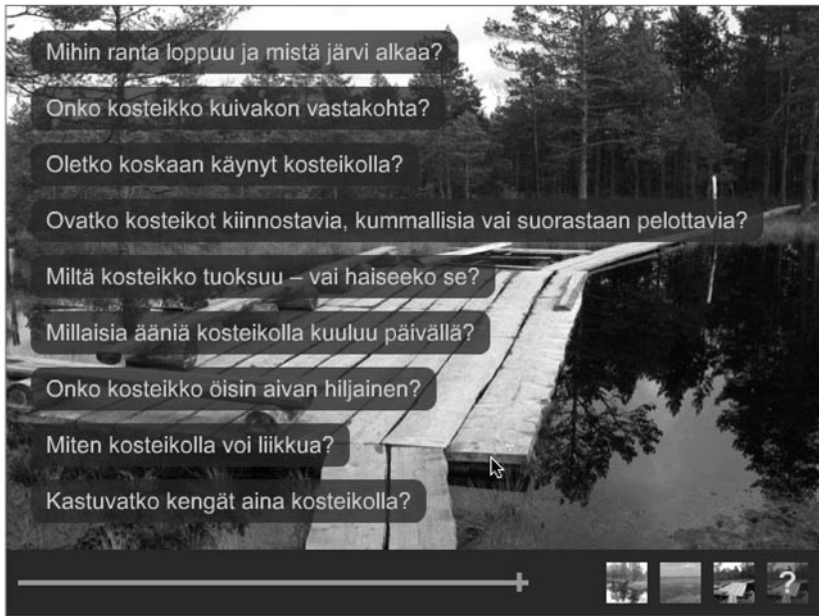 Mihin ranta loppuu ja mistä järvi alkaa?
Onko kosteikko kuivakon vastakohta?
Oletko koskaan käynyt kosteikolla?
Ovatko kosteikot kiinnostavia, kummallisia vai suorastaan pelottavia?
Miltä kosteikko tuoksuu – vai haiseeko se?
Millaisia ääniä kosteikolla kuuluu päivällä?
Onko kosteikko öisin aivan hiljainen?
Miten kosteikolla voi liikkua?
Kastuvatko kengät aina kosteikolla?
?